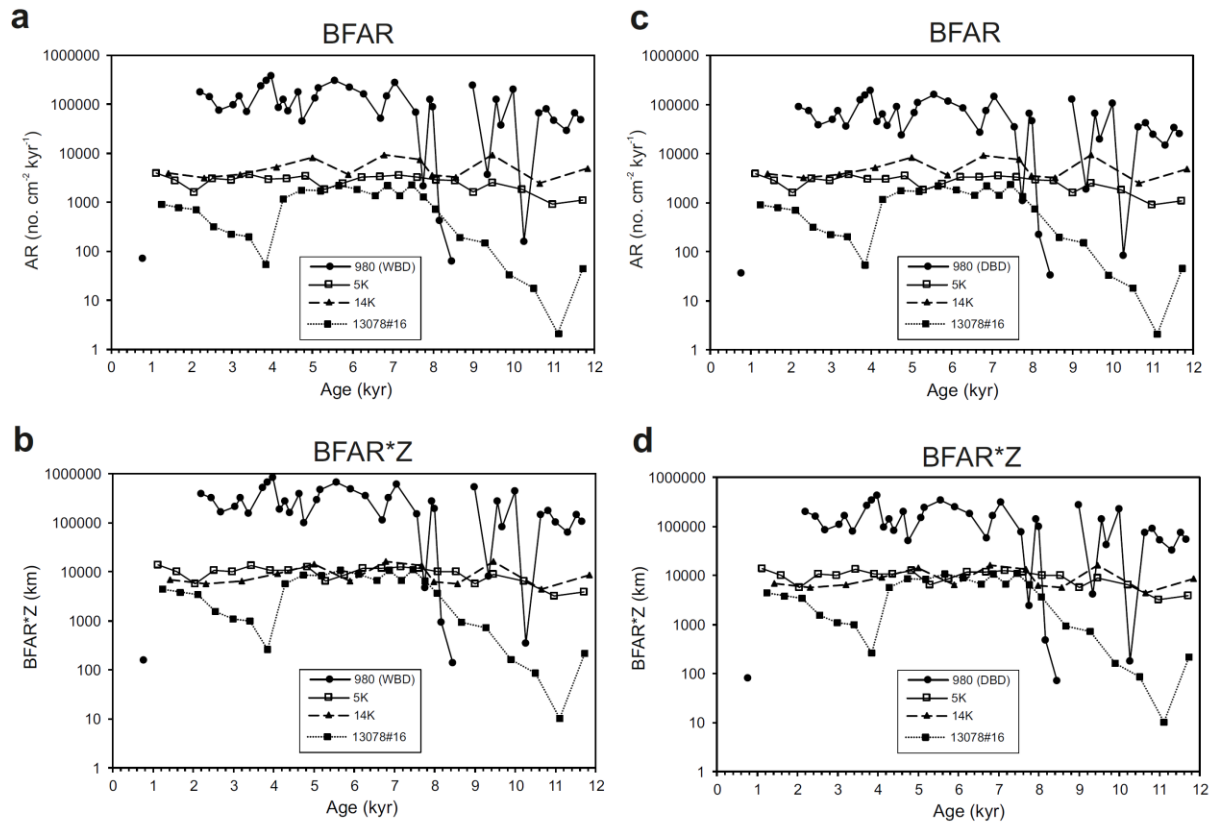 a
BFAR
1000000
100000
10000
1000
100
10
1
AR (no. cm⁻² kyr⁻¹)
980 (WBD)
5K
14K
13078#16
0 1 2 3 4 5 6 7 8 9 10 11 12
Age (kyr)
c
BFAR
1000000
100000
10000
1000
100
10
1
AR (no. cm⁻² kyr⁻¹)
980 (DBD)
5K
14K
13078#16
0 1 2 3 4 5 6 7 8 9 10 11 12
Age (kyr)
b
BFAR*Z
1000000
100000
10000
1000
100
10
1
BFAR*Z (km)
980 (WBD)
5K
14K
13078#16
0 1 2 3 4 5 6 7 8 9 10 11 12
Age (kyr)
d
BFAR*Z
1000000
100000
10000
1000
100
10
1
BFAR*Z (km)
980 (DBD)
5K
14K
13078#16
0 1 2 3 4 5 6 7 8 9 10 11 12
Age (kyr)